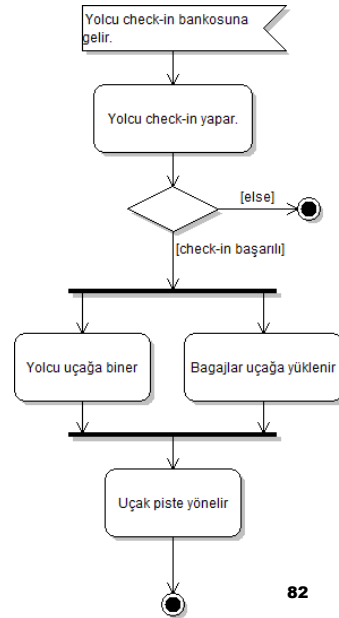 Yolcu check-in bankosuna
gelir.
Yolcu check-in yapar.
[else]
[check-in başarılı]
Yolcu uçağa biner
Bagajlar uçağa yüklenir
Uçak piste yönelir
82